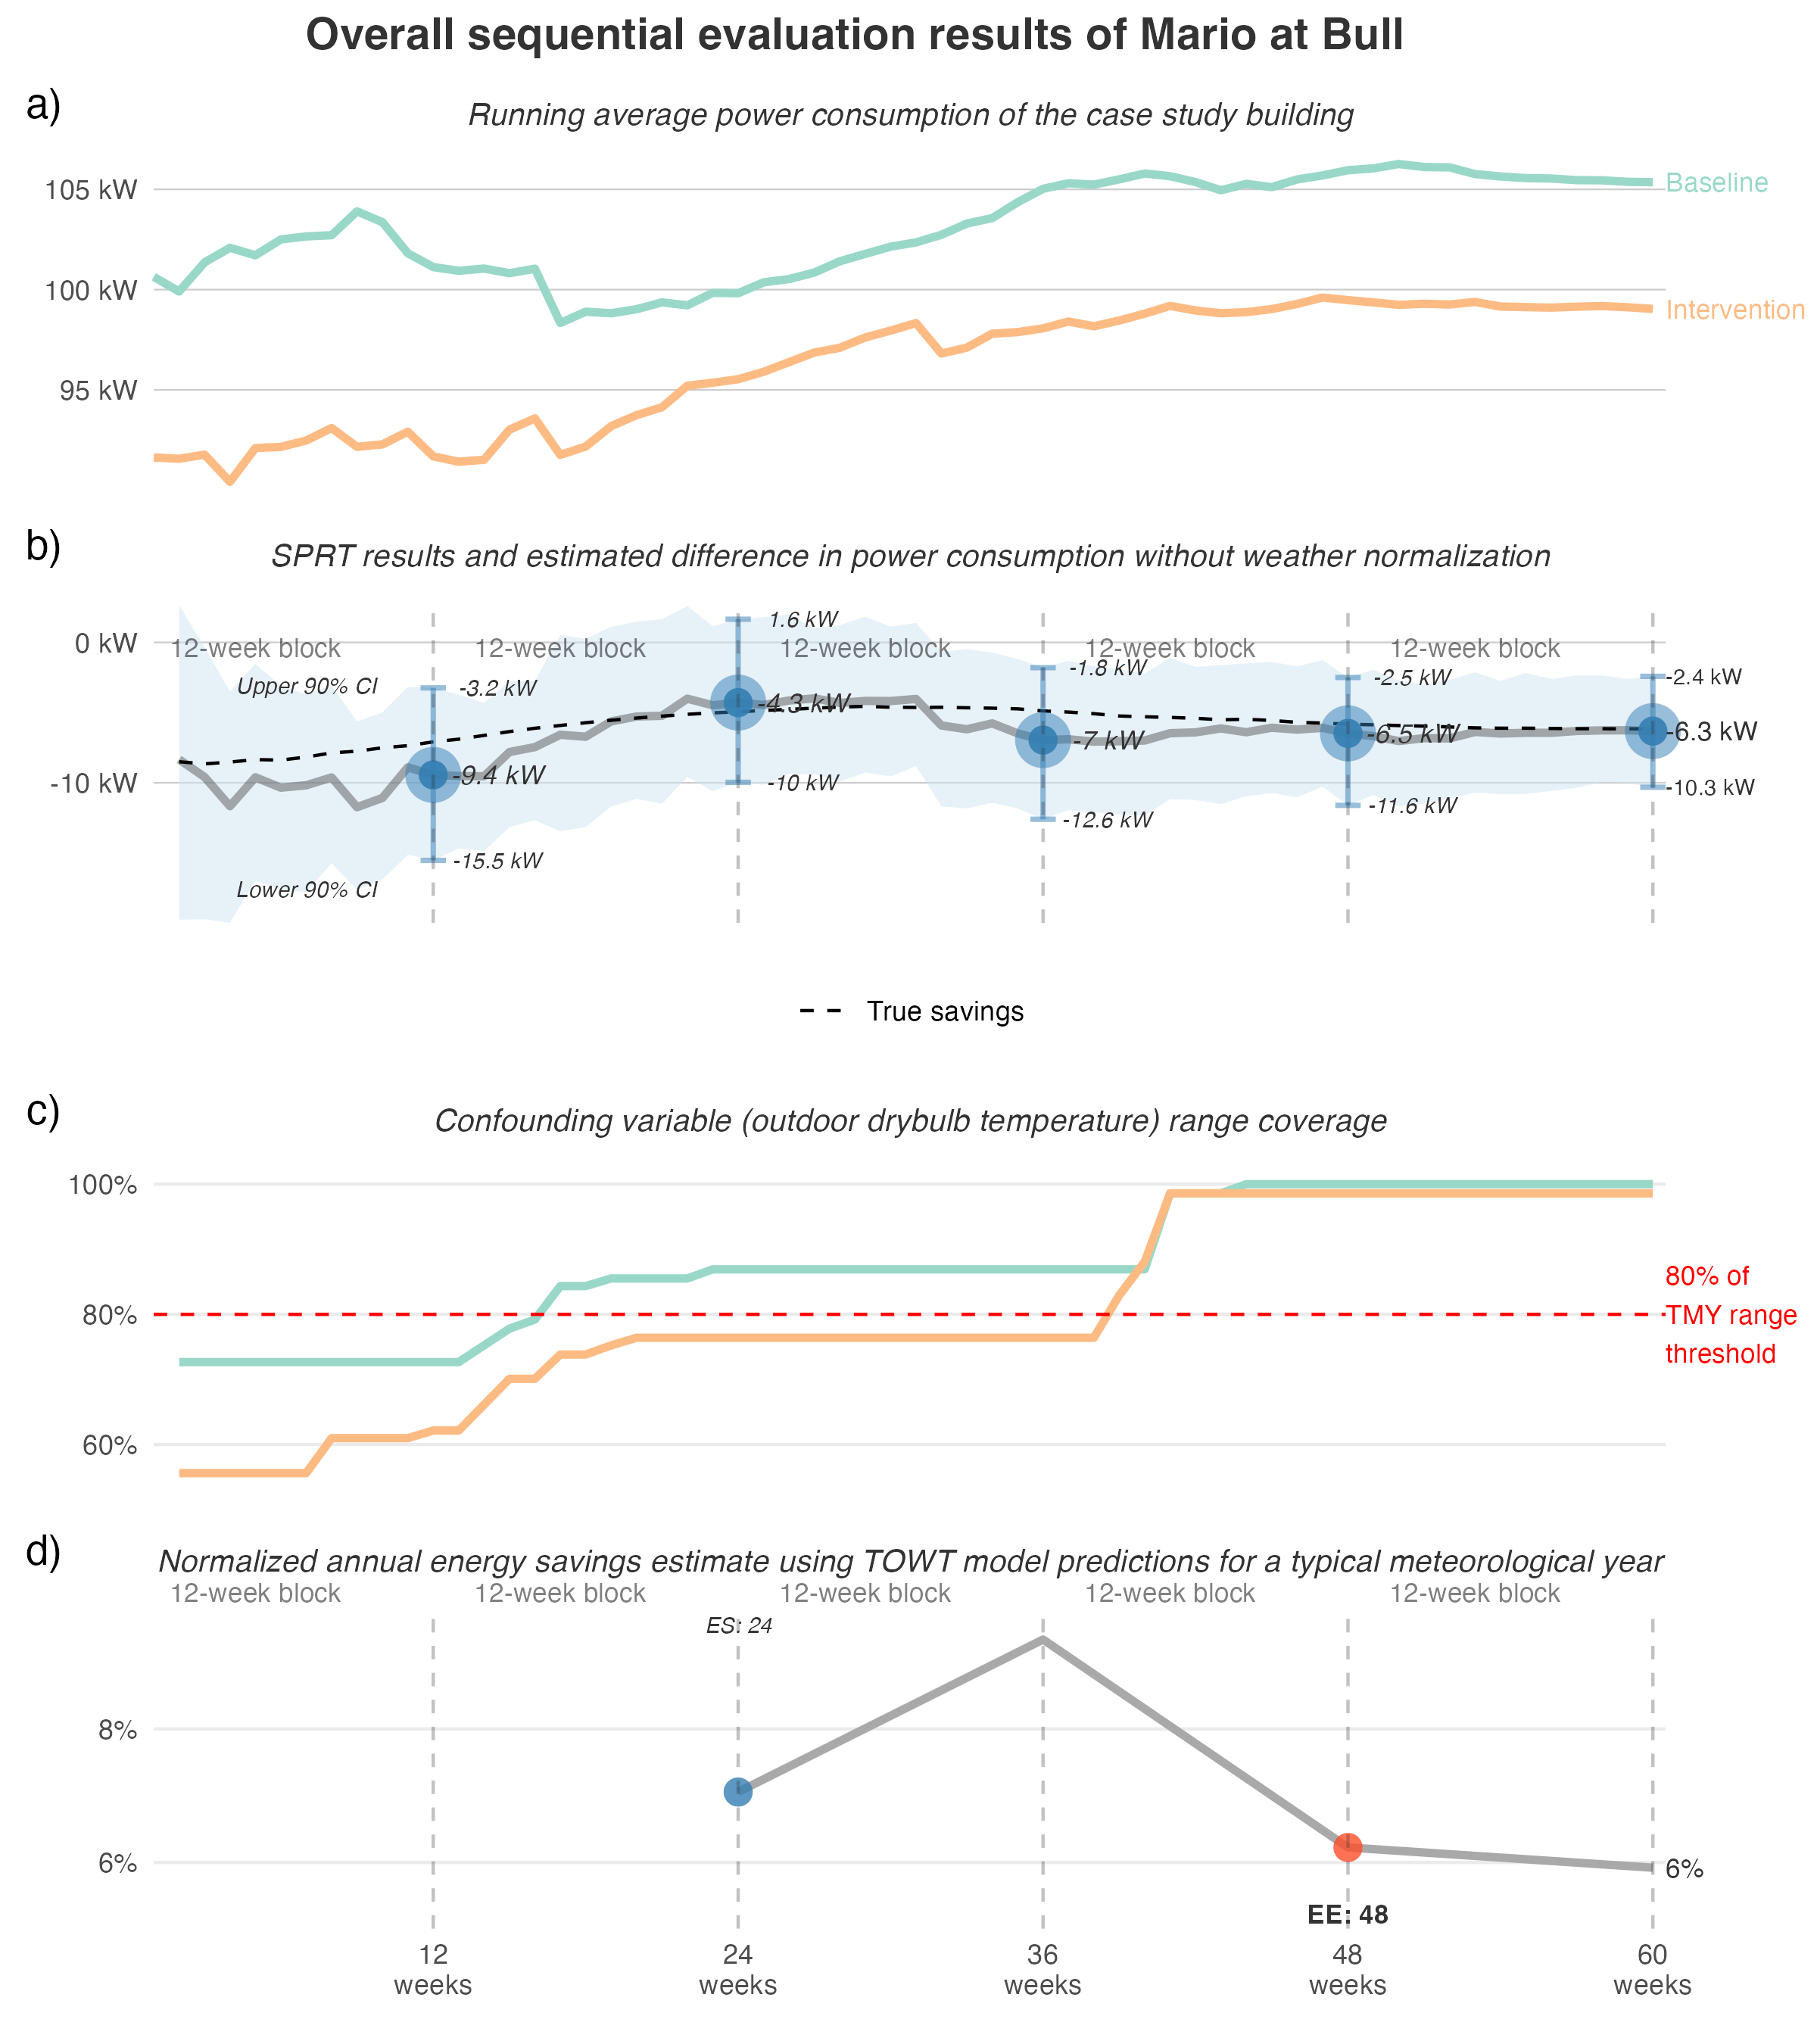 Overall sequential evaluation results of Mario at Bull
a)
Running average power consumption of the case study building
105 kW
100 kW
95 kW
Baseline
Intervention
b)
SPRT results and estimated difference in power consumption without weather normalization
0 kW
-10 kW
12-week block
12-week block
12-week block
12-week block
12-week block
Upper 90% CI
Lower 90% CI
-3.2 kW
-9.4 kW
-15.5 kW
1.6 kW
-4.3 kW
-10 kW
-1.8 kW
-7 kW
-12.6 kW
-2.5 kW
-6.5 kW
-11.6 kW
-2.4 kW
-6.3 kW
-10.3 kW
True savings
c)
Confounding variable (outdoor drybulb temperature) range coverage
100%
80%
60%
80% of
TMY range
threshold
d)
Normalized annual energy savings estimate using TOWT model predictions for a typical meteorological year
12-week block
12-week block
12-week block
12-week block
12-week block
ES: 24
8%
6%
6%
EE: 48
12
weeks
24
weeks
36
weeks
48
weeks
60
weeks